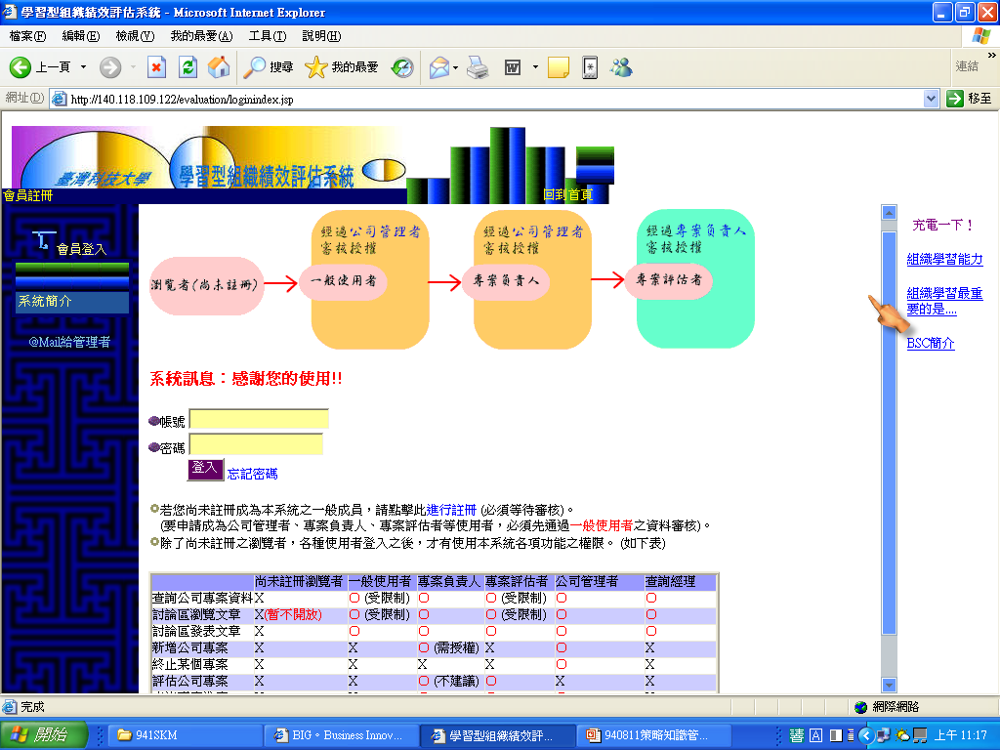 學習型組織績效評估系統 - Microsoft Internet Explorer
檔案(F) 編輯(E) 檢視(V) 我的最愛(A) 工具(T) 說明(H)
上一頁 搜尋 我的最愛 連結
網址(D) http://140.118.109.122/evaluation/loginindex.jsp 移至
臺灣科技大學 學習型組織績效評估系統
會員註冊 回到首頁
會員登入
系統簡介
@Mail給管理者
經過公司管理者
審核授權
經過公司管理者
審核授權
經過專案負責人
審核授權
瀏覽者(尚未註冊) 一般使用者 專案負責人 專案評估者
充電一下！
組織學習能力
組織學習最重
要的是....
BSC簡介
系統訊息：感謝您的使用!!
帳號
密碼
登入 忘記密碼
若您尚未註冊成為本系統之一般成員，請點擊此進行註冊 (必須等待審核)。
(要申請成為公司管理者、專案負責人、專案評估者等使用者，必須先通過一般使用者之資料審核)。
除了尚未註冊之瀏覽者，各種使用者登入之後，才有使用本系統各項功能之權限。 (如下表)
尚未註冊瀏覽者 一般使用者 專案負責人 專案評估者 公司管理者 查詢經理
查詢公司專案資料 X O (受限制) O O (受限制) O O
討論區瀏覽文章 X(暫不開放) O (受限制) O O (受限制) O O
討論區發表文章 X O O O O O
新增公司專案 X X O (需授權) X O X
終止某個專案 X X X X O X
評估公司專案 X X O (不建議) O X X
完成 網際網路
開始 941SKM BIG。Business Innov... 學習型組織績效評... 940811策略知識管... 上午 11:17